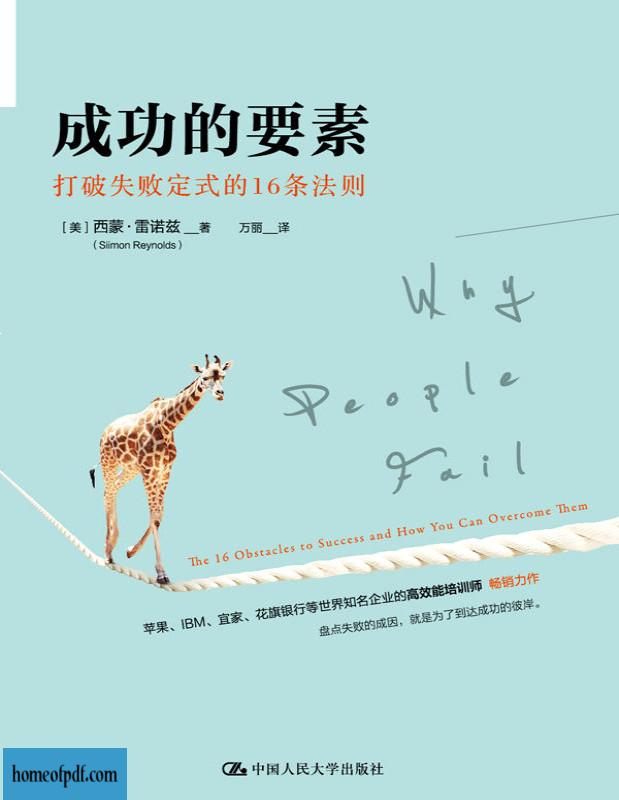 成功的要素
打破失败定式的16条法则
[美] 西蒙·雷诺兹__著 万丽__译
(Siimon Reynolds)
Why
People
Fail
The 16 Obstacles to Success and How You Can Overcome Them
苹果、IBM、宜家、花旗银行等世界知名企业的高效能培训师 畅销力作
盘点失败的成因，就是为了到达成功的彼岸。
homeofpdf.com
中国人民大学出版社